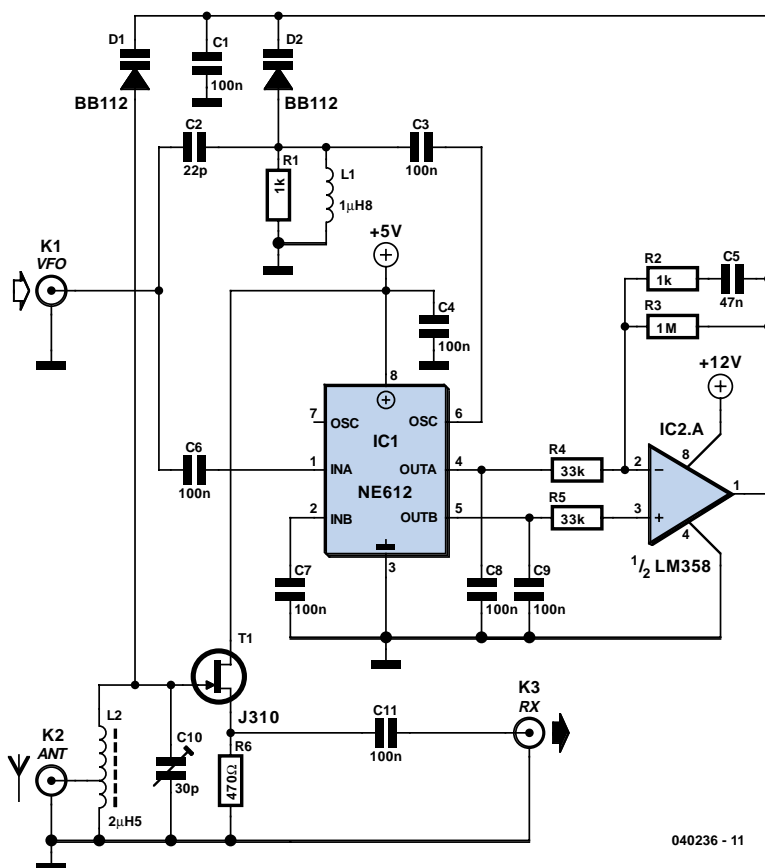 D1
C1
100n
D2
BB112
BB112
C2
22p
R1
1k
L1
1µH8
C3
100n
K1
VFO
+5V
C4
100n
R2
1k
C5
47n
R3
1M
+12V
8
7
OSC
OSC
6
IC1
C6
100n
1
INA
OUTA
4
NE612
2
INB
OUTB
5
3
R4
33k
R5
33k
IC2.A
2
–
8
3
+
1
4
1/2 LM358
C7
100n
C8
100n
C9
100n
T1
J310
K2
ANT
L2
2µH5
C10
30p
R6
470Ω
C11
100n
K3
RX
040236 - 11